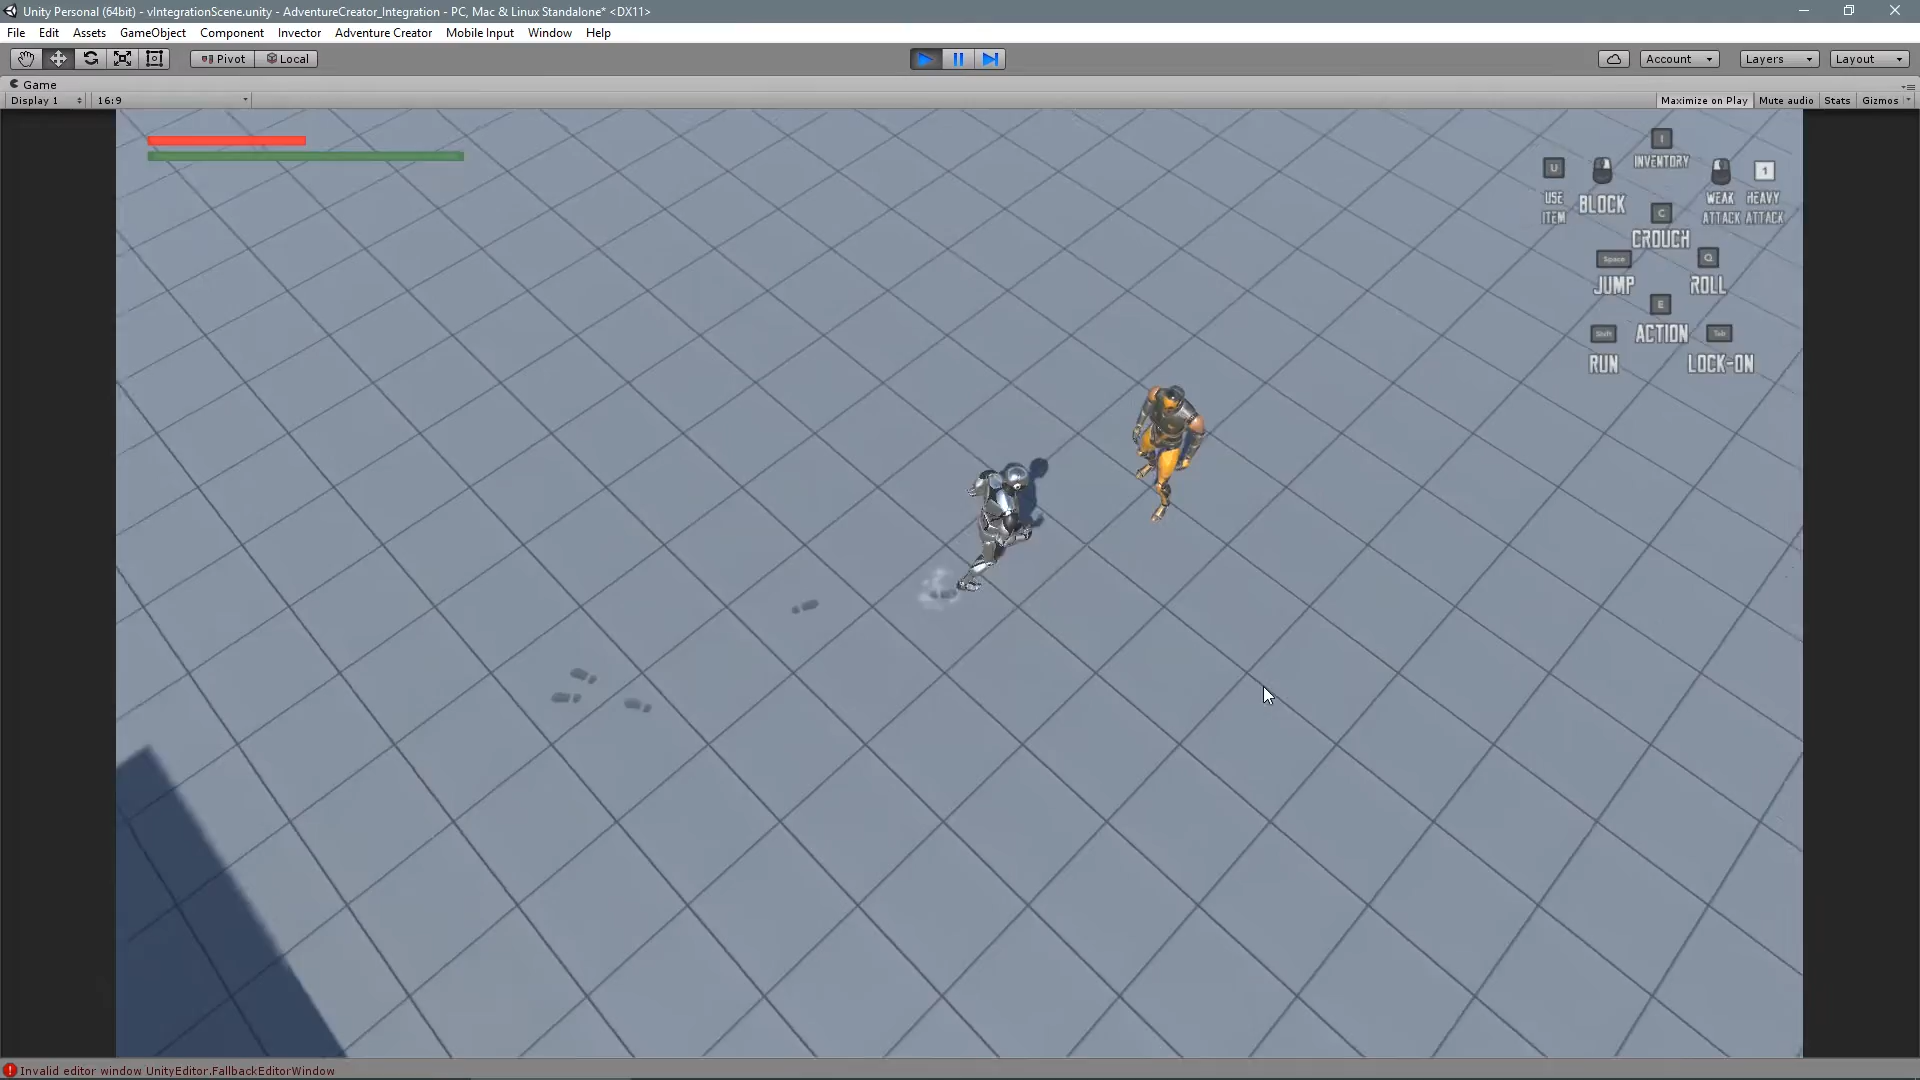 Unity Personal (64bit) - vIntegrationScene.unity - AdventureCreator_Integration - PC, Mac & Linux Standalone* <DX11>
File Edit Assets GameObject Component Invector Adventure Creator Mobile Input Window Help
Pivot Local Account Layers Layout
Game
Display 1 16:9 Maximize on Play Mute audio Stats Gizmos
I
INVENTORY
U
1
USE ITEM
BLOCK
WEAK ATTACK
HEAVY ATTACK
C
CROUCH
Space
Q
JUMP
ROLL
E
ACTION
Shift
Tab
RUN
LOCK-ON
Invalid editor window UnityEditor.FallbackEditorWindow